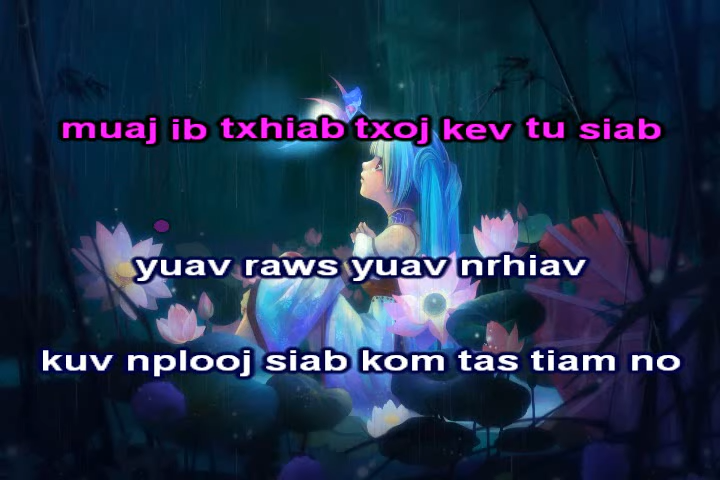 muaj ib txhiab txoj kev tu siab
yuav raws yuav nrhiav
kuv nplooj siab kom tas tiam no